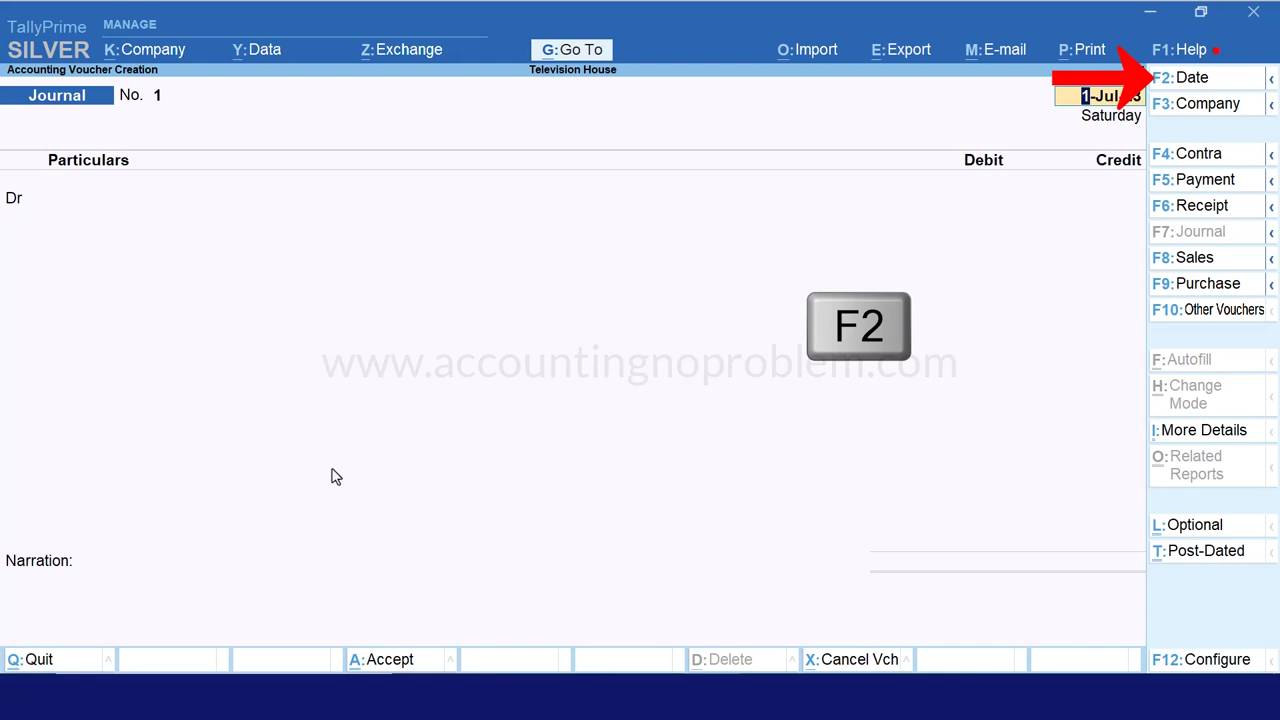 TallyPrime MANAGE
SILVER K:Company Y:Data Z:Exchange G:Go To O:Import E:Export M:E-mail P:Print F1:Help
Accounting Voucher Creation Television House
Journal No. 1
Saturday
Particulars Debit Credit
Dr
F2
www.accountingnoproblem.com
Narration:
F2:Date
F3:Company
F4:Contra
F5:Payment
F6:Receipt
F7:Journal
F8:Sales
F9:Purchase
F10:Other Vouchers
F:Autofill
H:Change
Mode
I:More Details
O:Related
Reports
L:Optional
T:Post-Dated
Q:Quit A:Accept D:Delete X:Cancel Vch F12:Configure